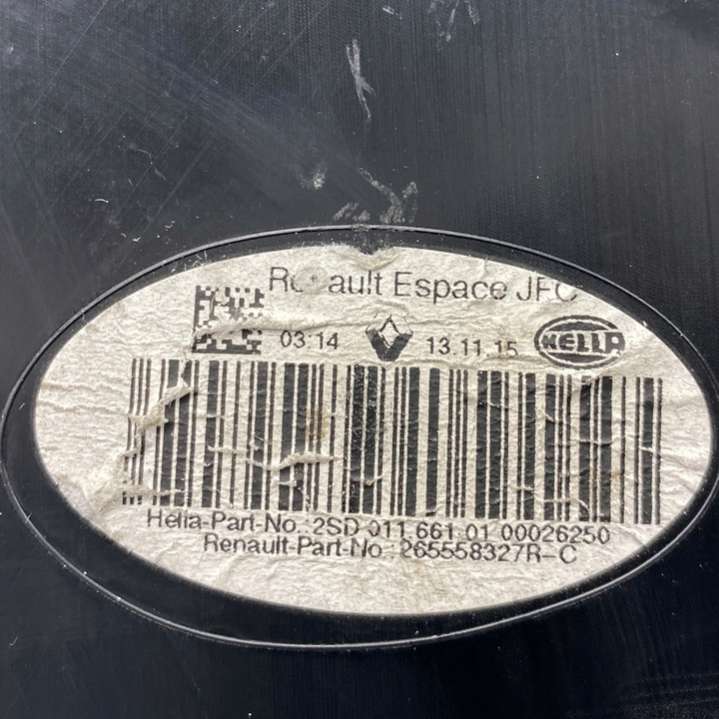 Renault Espace JFC
03:14 13.11.15 HELLA
Hella-Part-No.:2SD 011 661 01 00026250
Renault-Part-No.:265558327R-C